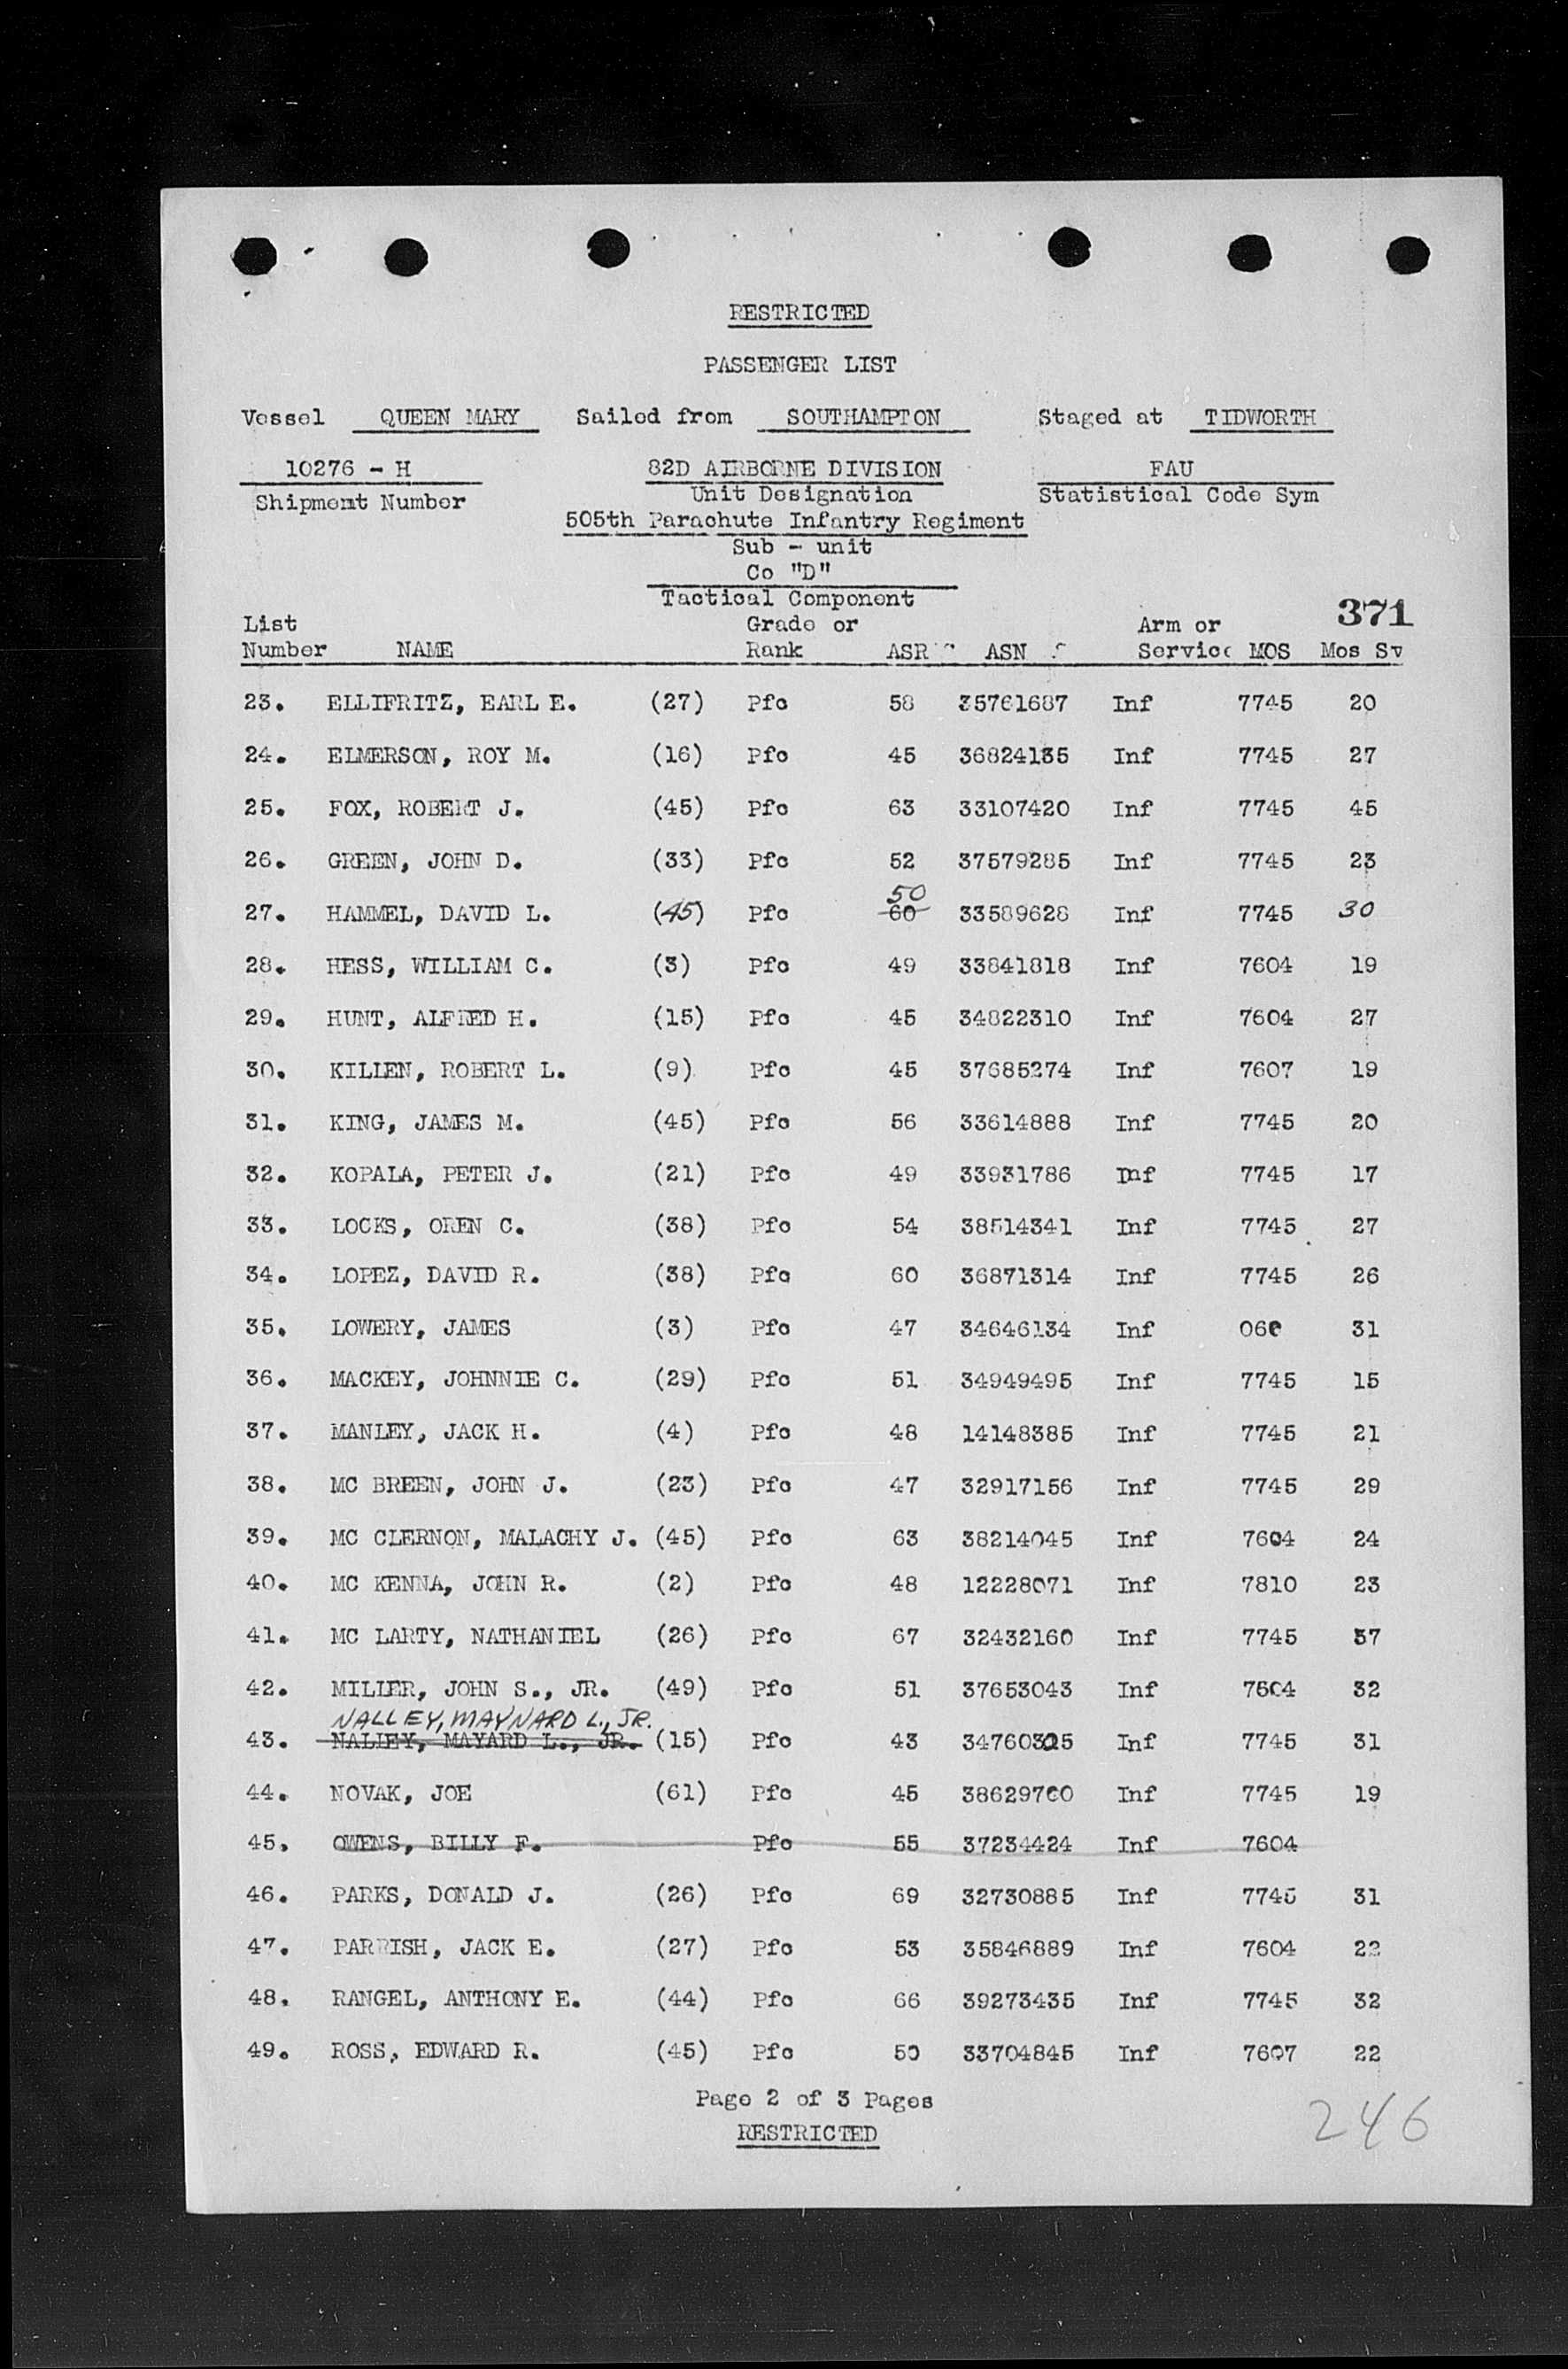 RESTRICTED
PASSENGER LIST
Vessel QUEEN MARY Sailed from SOUTHAMPTON Staged at TIDWORTH
10276 - H 82D AIRBORNE DIVISION FAU
Shipment Number Unit Designation Statistical Code Sym
505th Parachute Infantry Regiment
Sub - unit
Co "D"
Tactical Component
371
List Grade or Arm or
Number NAME Rank ASR ASN Service MOS Mos Sv
23. ELLIFRITZ, EARL E. (27) Pfc 58 35761687 Inf 7745 20
24. ELMERSON, ROY M. (16) Pfc 45 36824135 Inf 7745 27
25. FOX, ROBERT J. (45) Pfc 63 33107420 Inf 7745 45
26. GREEN, JOHN D. (33) Pfc 52 37579285 Inf 7745 23
50
27. HAMMEL, DAVID L. (45) Pfc 60 33589628 Inf 7745 30
28. HESS, WILLIAM C. (3) Pfc 49 33841818 Inf 7604 19
29. HUNT, ALFRED H. (15) Pfc 45 34822310 Inf 7604 27
30. KILLEN, ROBERT L. (9) Pfc 45 37685274 Inf 7607 19
31. KING, JAMES M. (45) Pfc 56 33614888 Inf 7745 20
32. KOPALA, PETER J. (21) Pfc 49 33931786 Inf 7745 17
33. LOCKS, OREN C. (38) Pfc 54 38514341 Inf 7745 27
34. LOPEZ, DAVID R. (38) Pfc 60 36871314 Inf 7745 26
35. LOWERY, JAMES (3) Pfc 47 34646134 Inf 31
36. MACKEY, JOHNNIE C. (29) Pfc 51 34949495 Inf 7745 15
37. MANLEY, JACK H. (4) Pfc 48 14148385 Inf 7745 21
38. MC BREEN, JOHN J. (23) Pfc 47 32917156 Inf 7745 29
39. MC CLERNON, MALACHY J. (45) Pfc 63 38214045 Inf 7604 24
40. MC KENNA, JOHN R. (2) Pfc 48 12228071 Inf 7810 23
41. MC LARTY, NATHANIEL (26) Pfc 67 32432160 Inf 7745 37
42. MILLER, JOHN S., JR. (49) Pfc 51 37653043 Inf 7604 32
NALLEY, MAYNARD L., JR.
43. NALLEY, MAYARD L., JR. (15) Pfc 43 Inf 7745 31
44. NOVAK, JOE (61) Pfc 45 38629760 Inf 7745 19
45. OWENS, BILLY F. Pfc 55 37234424 Inf 7604
46. PARKS, DONALD J. (26) Pfc 69 32730885 Inf 7745 31
47. PARRISH, JACK E. (27) Pfc 53 35846889 Inf 7604 22
48. RANGEL, ANTHONY E. (44) Pfc 66 39273435 Inf 7745 32
49. ROSS, EDWARD R. (45) Pfc 50 33704845 Inf 7607 22
Page 2 of 3 Pages
RESTRICTED
246